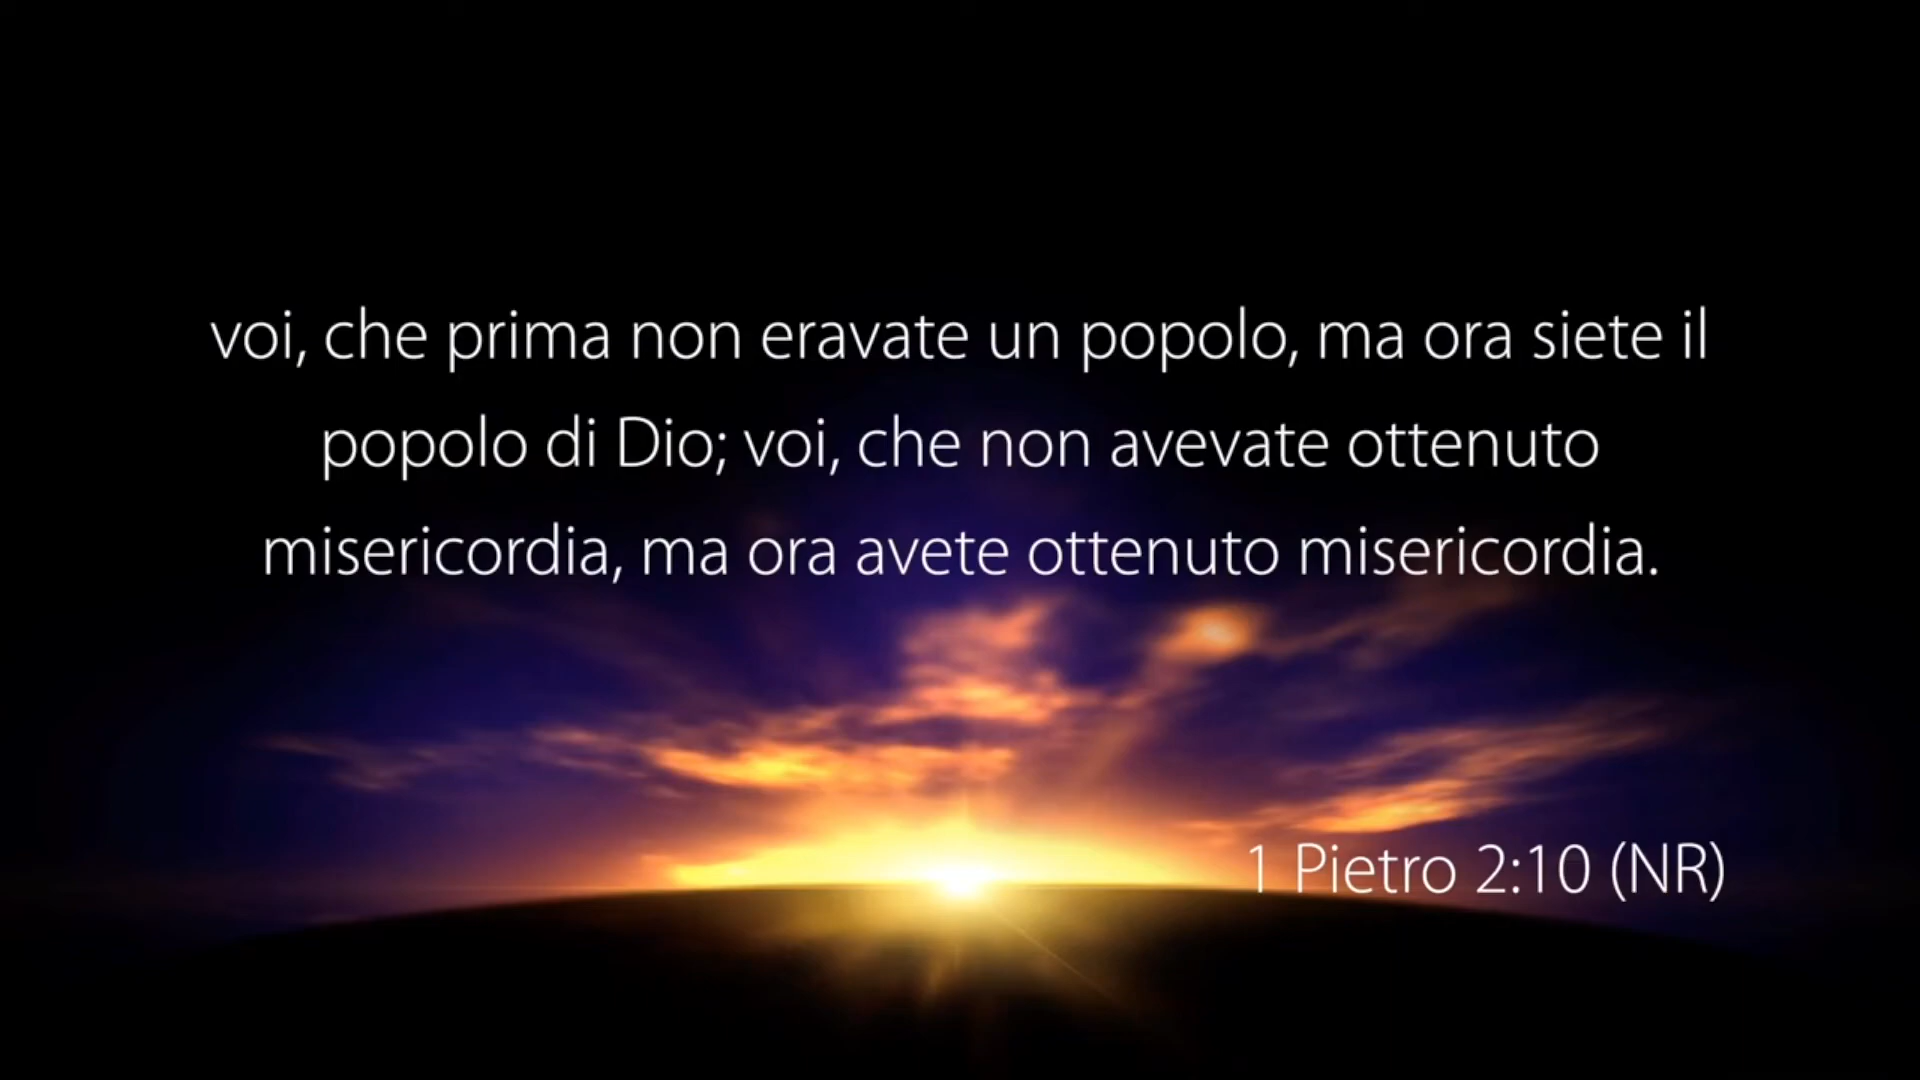 voi, che prima non eravate un popolo, ma ora siete il
popolo di Dio; voi, che non avevate ottenuto
misericordia, ma ora avete ottenuto misericordia.
1 Pietro 2:10 (NR)